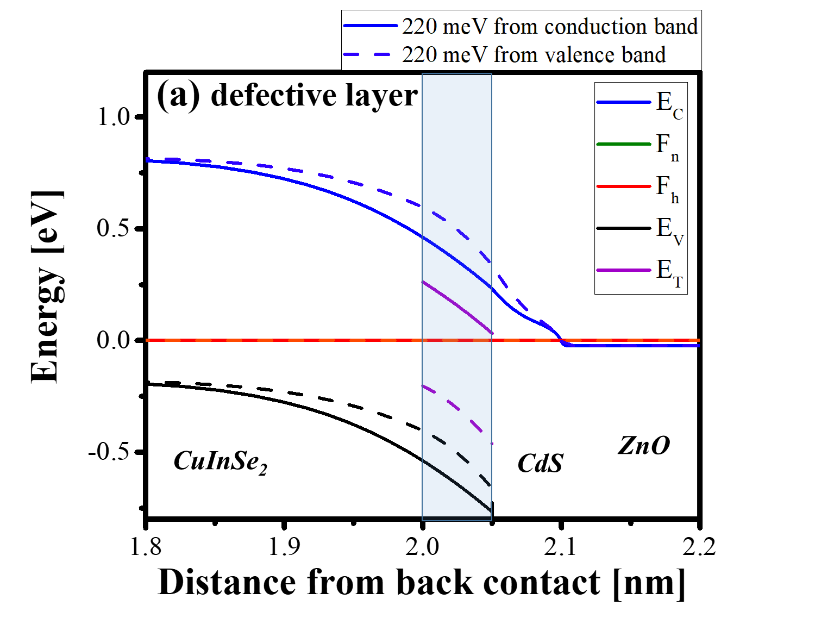 220 meV from conduction band
220 meV from valence band
(a) defective layer
E_C
F_n
F_h
E_V
E_T
1.0
0.5
0.0
-0.5
Energy [eV]
CuInSe₂
CdS
ZnO
1.8
1.9
2.0
2.1
2.2
Distance from back contact [nm]